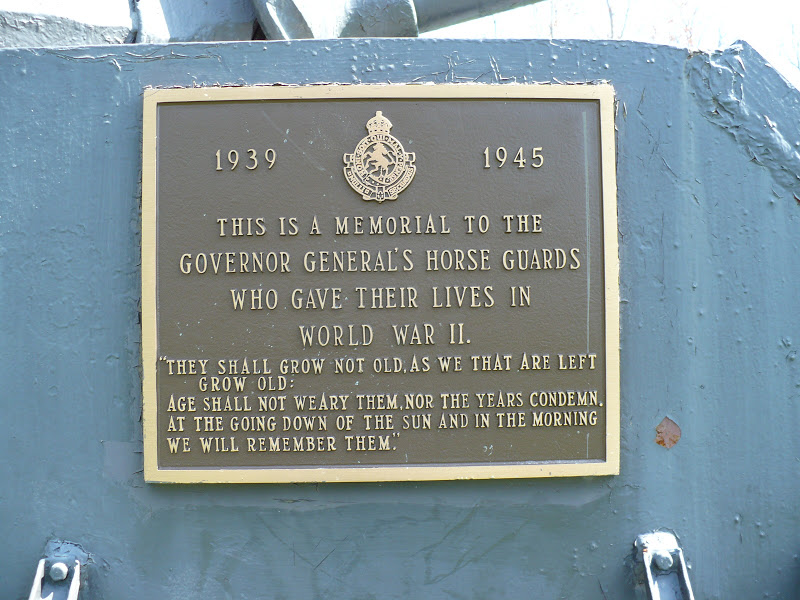 1939 1945
THIS IS A MEMORIAL TO THE
GOVERNOR GENERAL'S HORSE GUARDS
WHO GAVE THEIR LIVES IN
WORLD WAR II.
"THEY SHALL GROW NOT OLD, AS WE THAT ARE LEFT
GROW OLD:
AGE SHALL NOT WEARY THEM, NOR THE YEARS CONDEMN.
AT THE GOING DOWN OF THE SUN AND IN THE MORNING
WE WILL REMEMBER THEM."